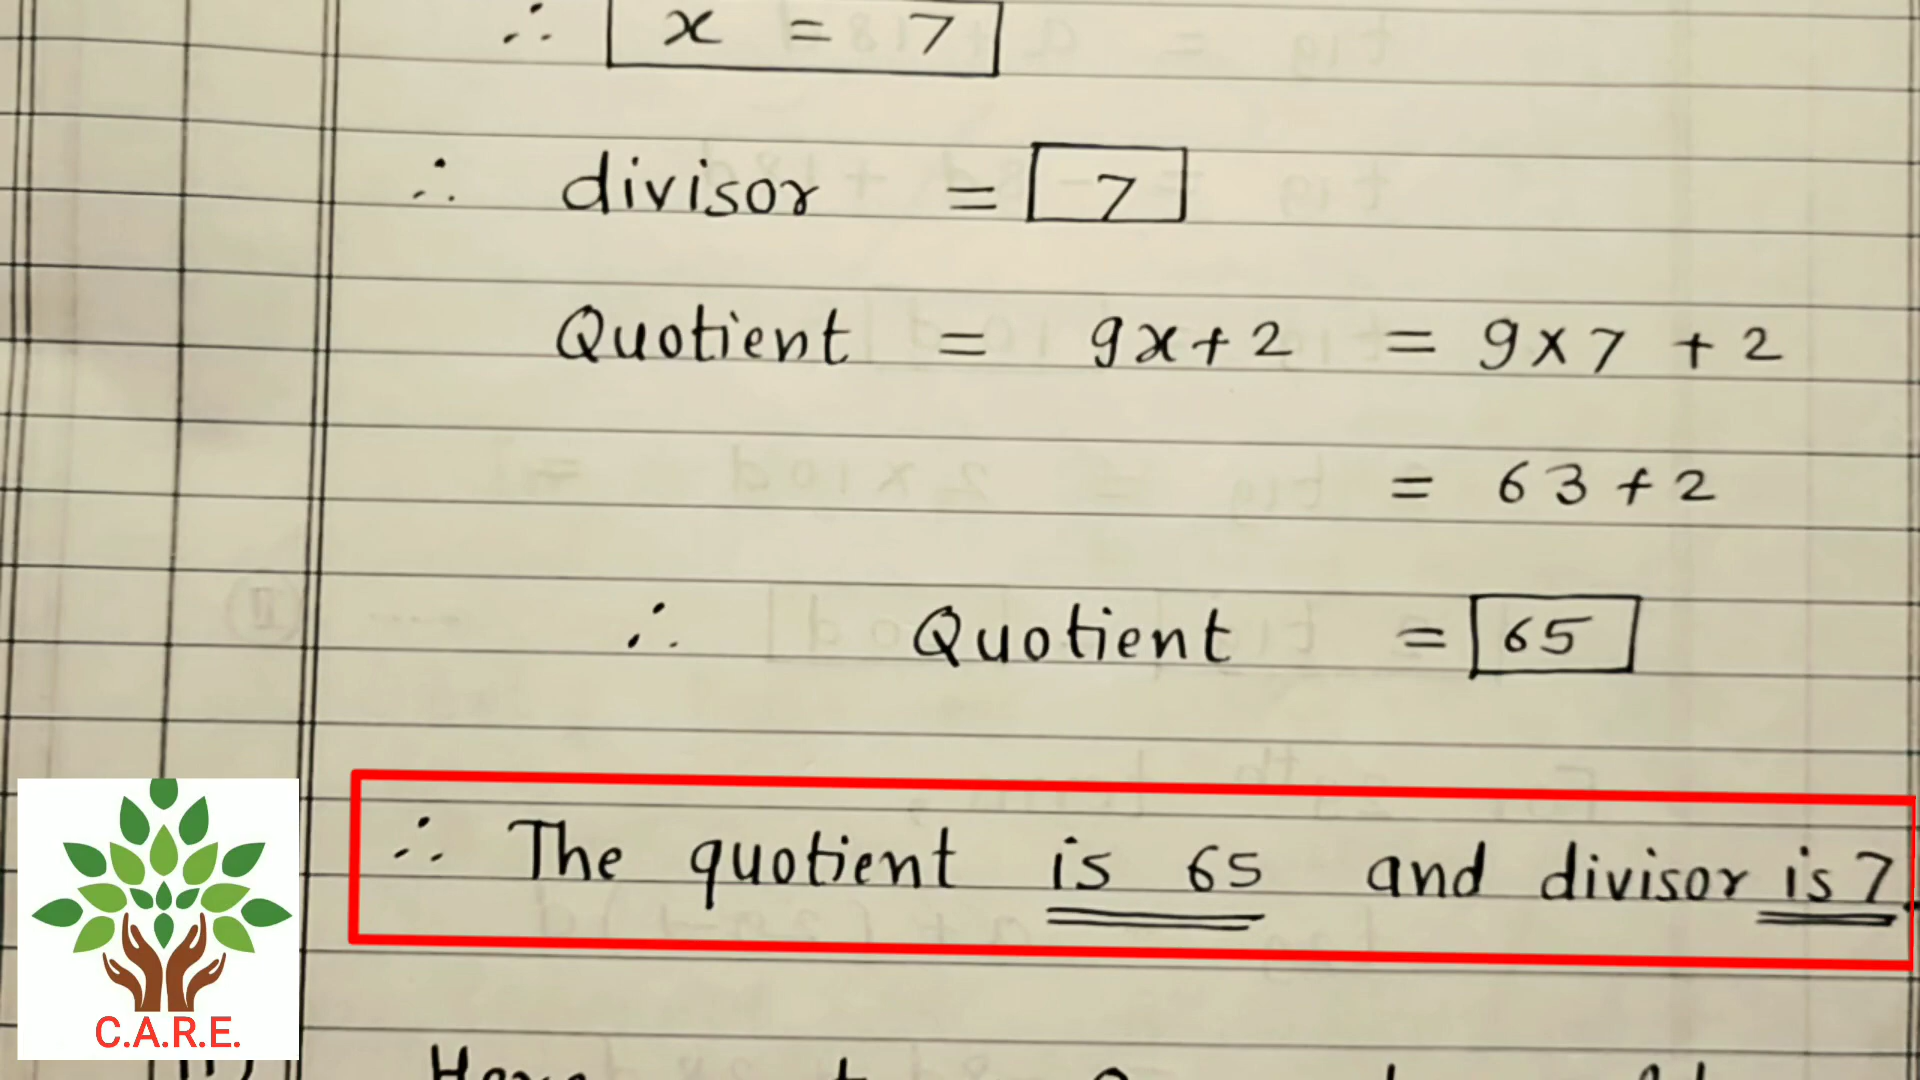 ∴ x = 7
∴ divisor = 7
Quotient = 9x+2 = 9×7 + 2
= 63+2
∴ Quotient = 65
∴ The quotient is 65 and divisor is 7.
C.A.R.E.